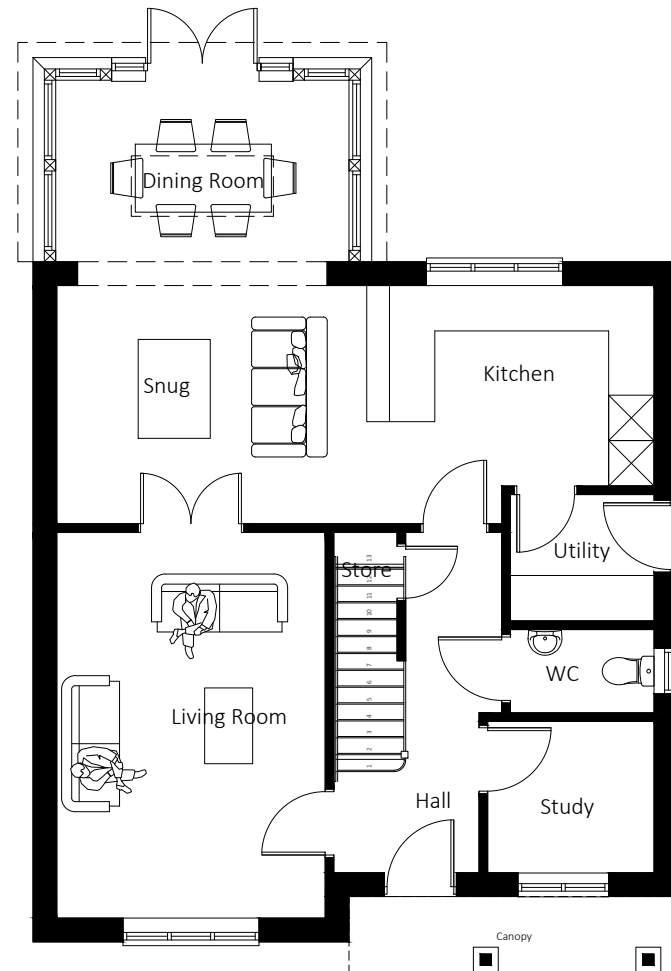 Dining Room
Snug
Kitchen
Store
Utility
13
12
11
10
9
8
7
6
5
4
3
2
1
WC
Living Room
Hall
Study
Canopy